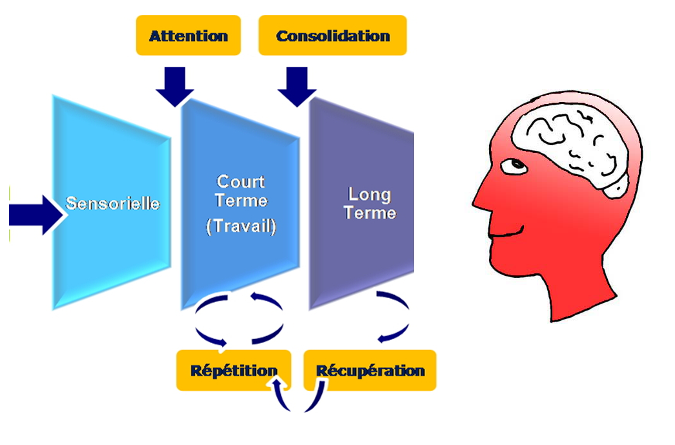 Attention
Consolidation
Sensorielle
Court
Terme
(Travail)
Long
Terme
Répétition
Récupération